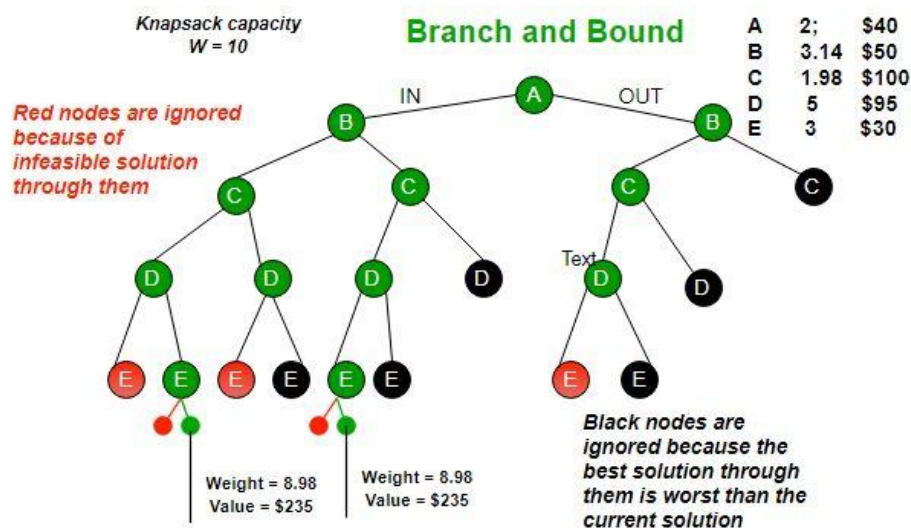 Knapsack capacity
W = 10
Branch and Bound
A 2; $40
B 3.14 $50
C 1.98 $100
D 5 $95
E 3 $30
Red nodes are ignored
because of
infeasible solution
through them
IN
OUT
A
B
B
C
C
C
C
Text
D
D
D
D
D
D
E
E
E
E
E
E
E
E
Weight = 8.98
Value = $235
Weight = 8.98
Value = $235
Black nodes are
ignored because the
best solution through
them is worst than the
current solution